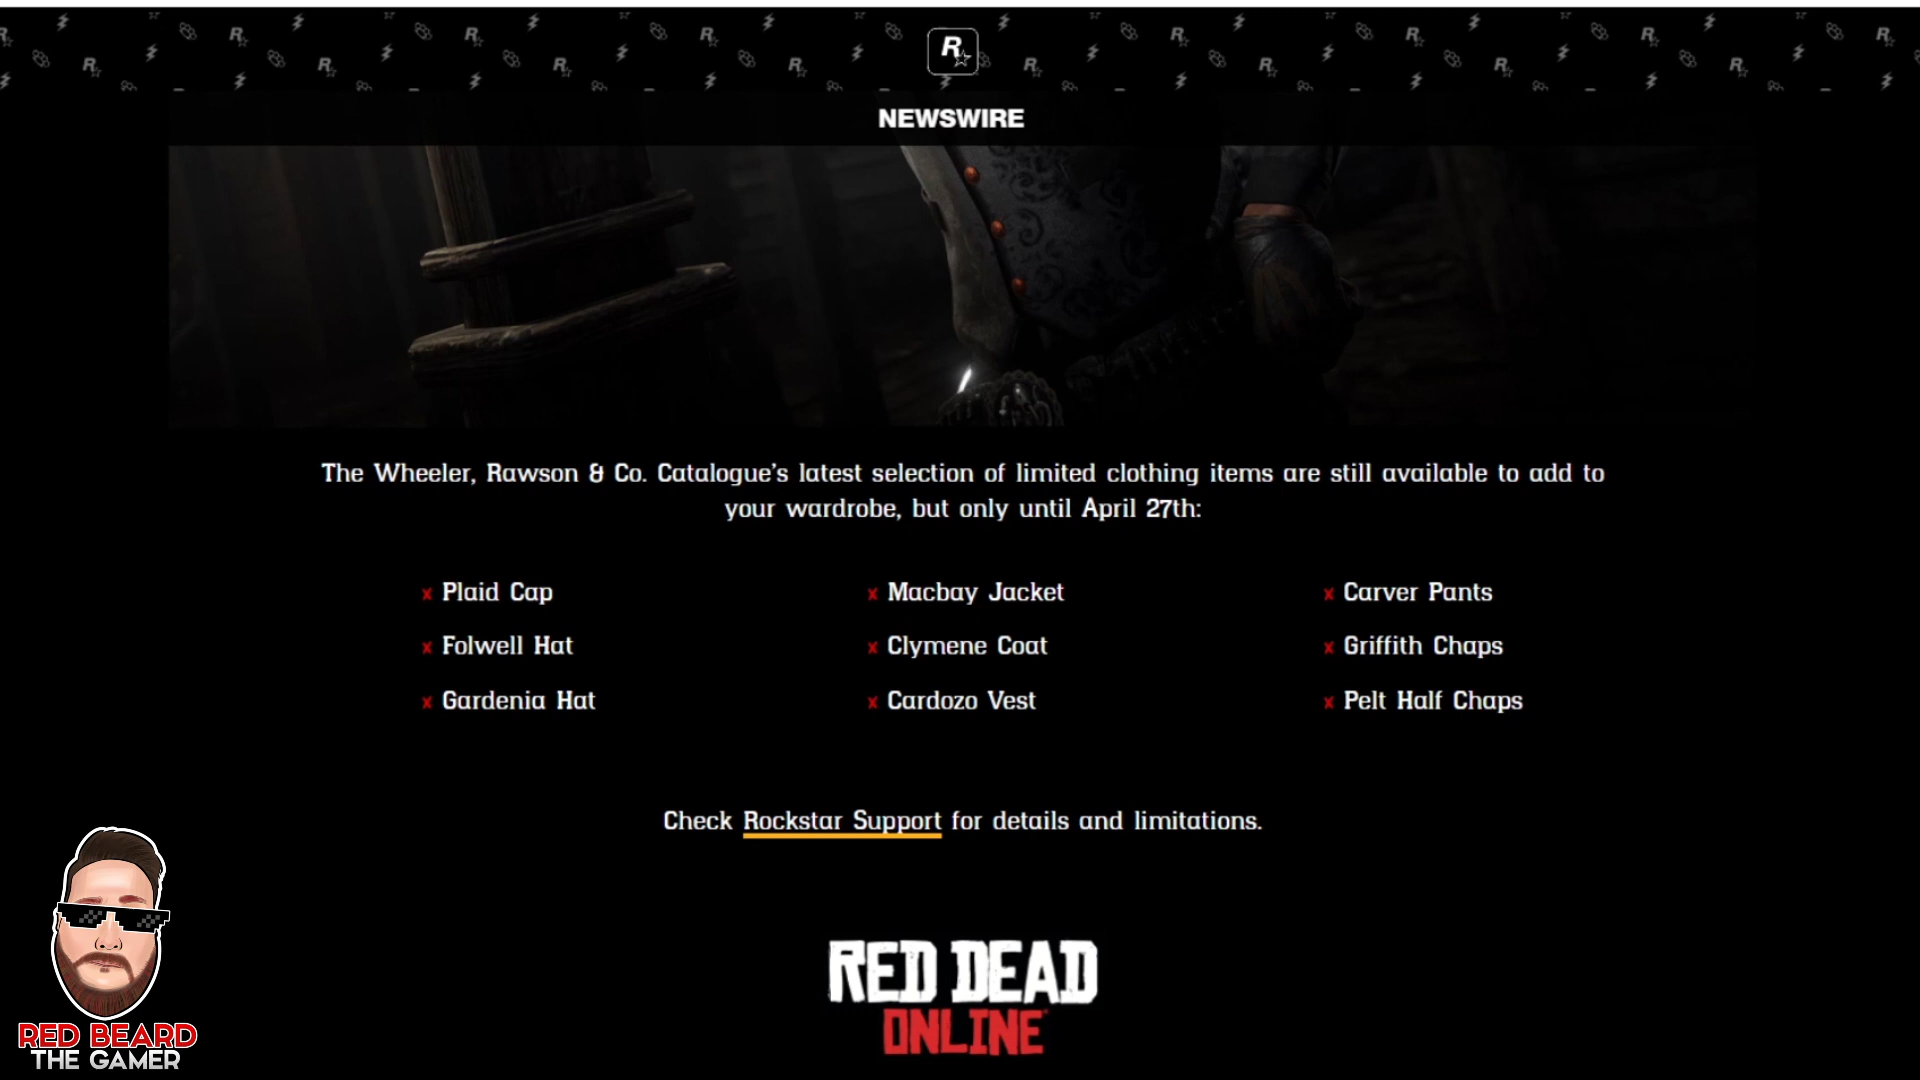 R
NEWSWIRE
The Wheeler, Rawson & Co. Catalogue's latest selection of limited clothing items are still available to add to
your wardrobe, but only until April 27th:
x Plaid Cap
x Macbay Jacket
x Carver Pants
x Folwell Hat
x Clymene Coat
x Griffith Chaps
x Gardenia Hat
x Cardozo Vest
x Pelt Half Chaps
Check Rockstar Support for details and limitations.
RED DEAD
ONLINE
RED BEARD
THE GAMER